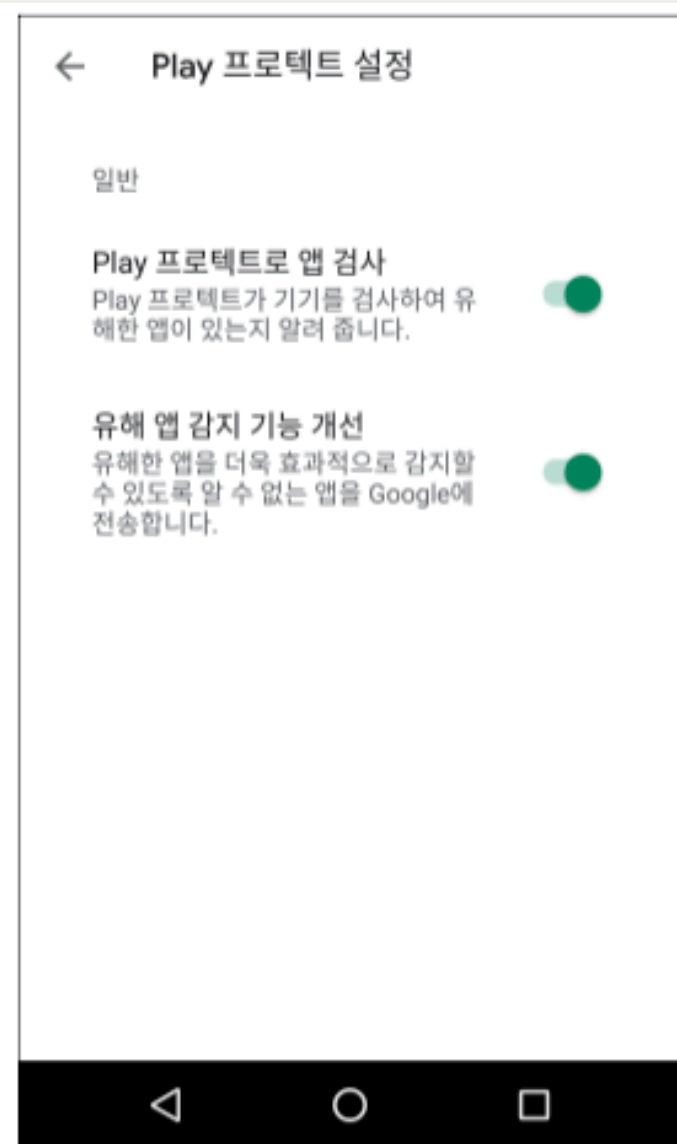 Play 프로텍트 설정
일반
Play 프로텍트로 앱 검사
Play 프로텍트가 기기를 검사하여 유
해한 앱이 있는지 알려 줍니다.
유해 앱 감지 기능 개선
유해한 앱을 더욱 효과적으로 감지할
수 있도록 알 수 없는 앱을 Google에
전송합니다.